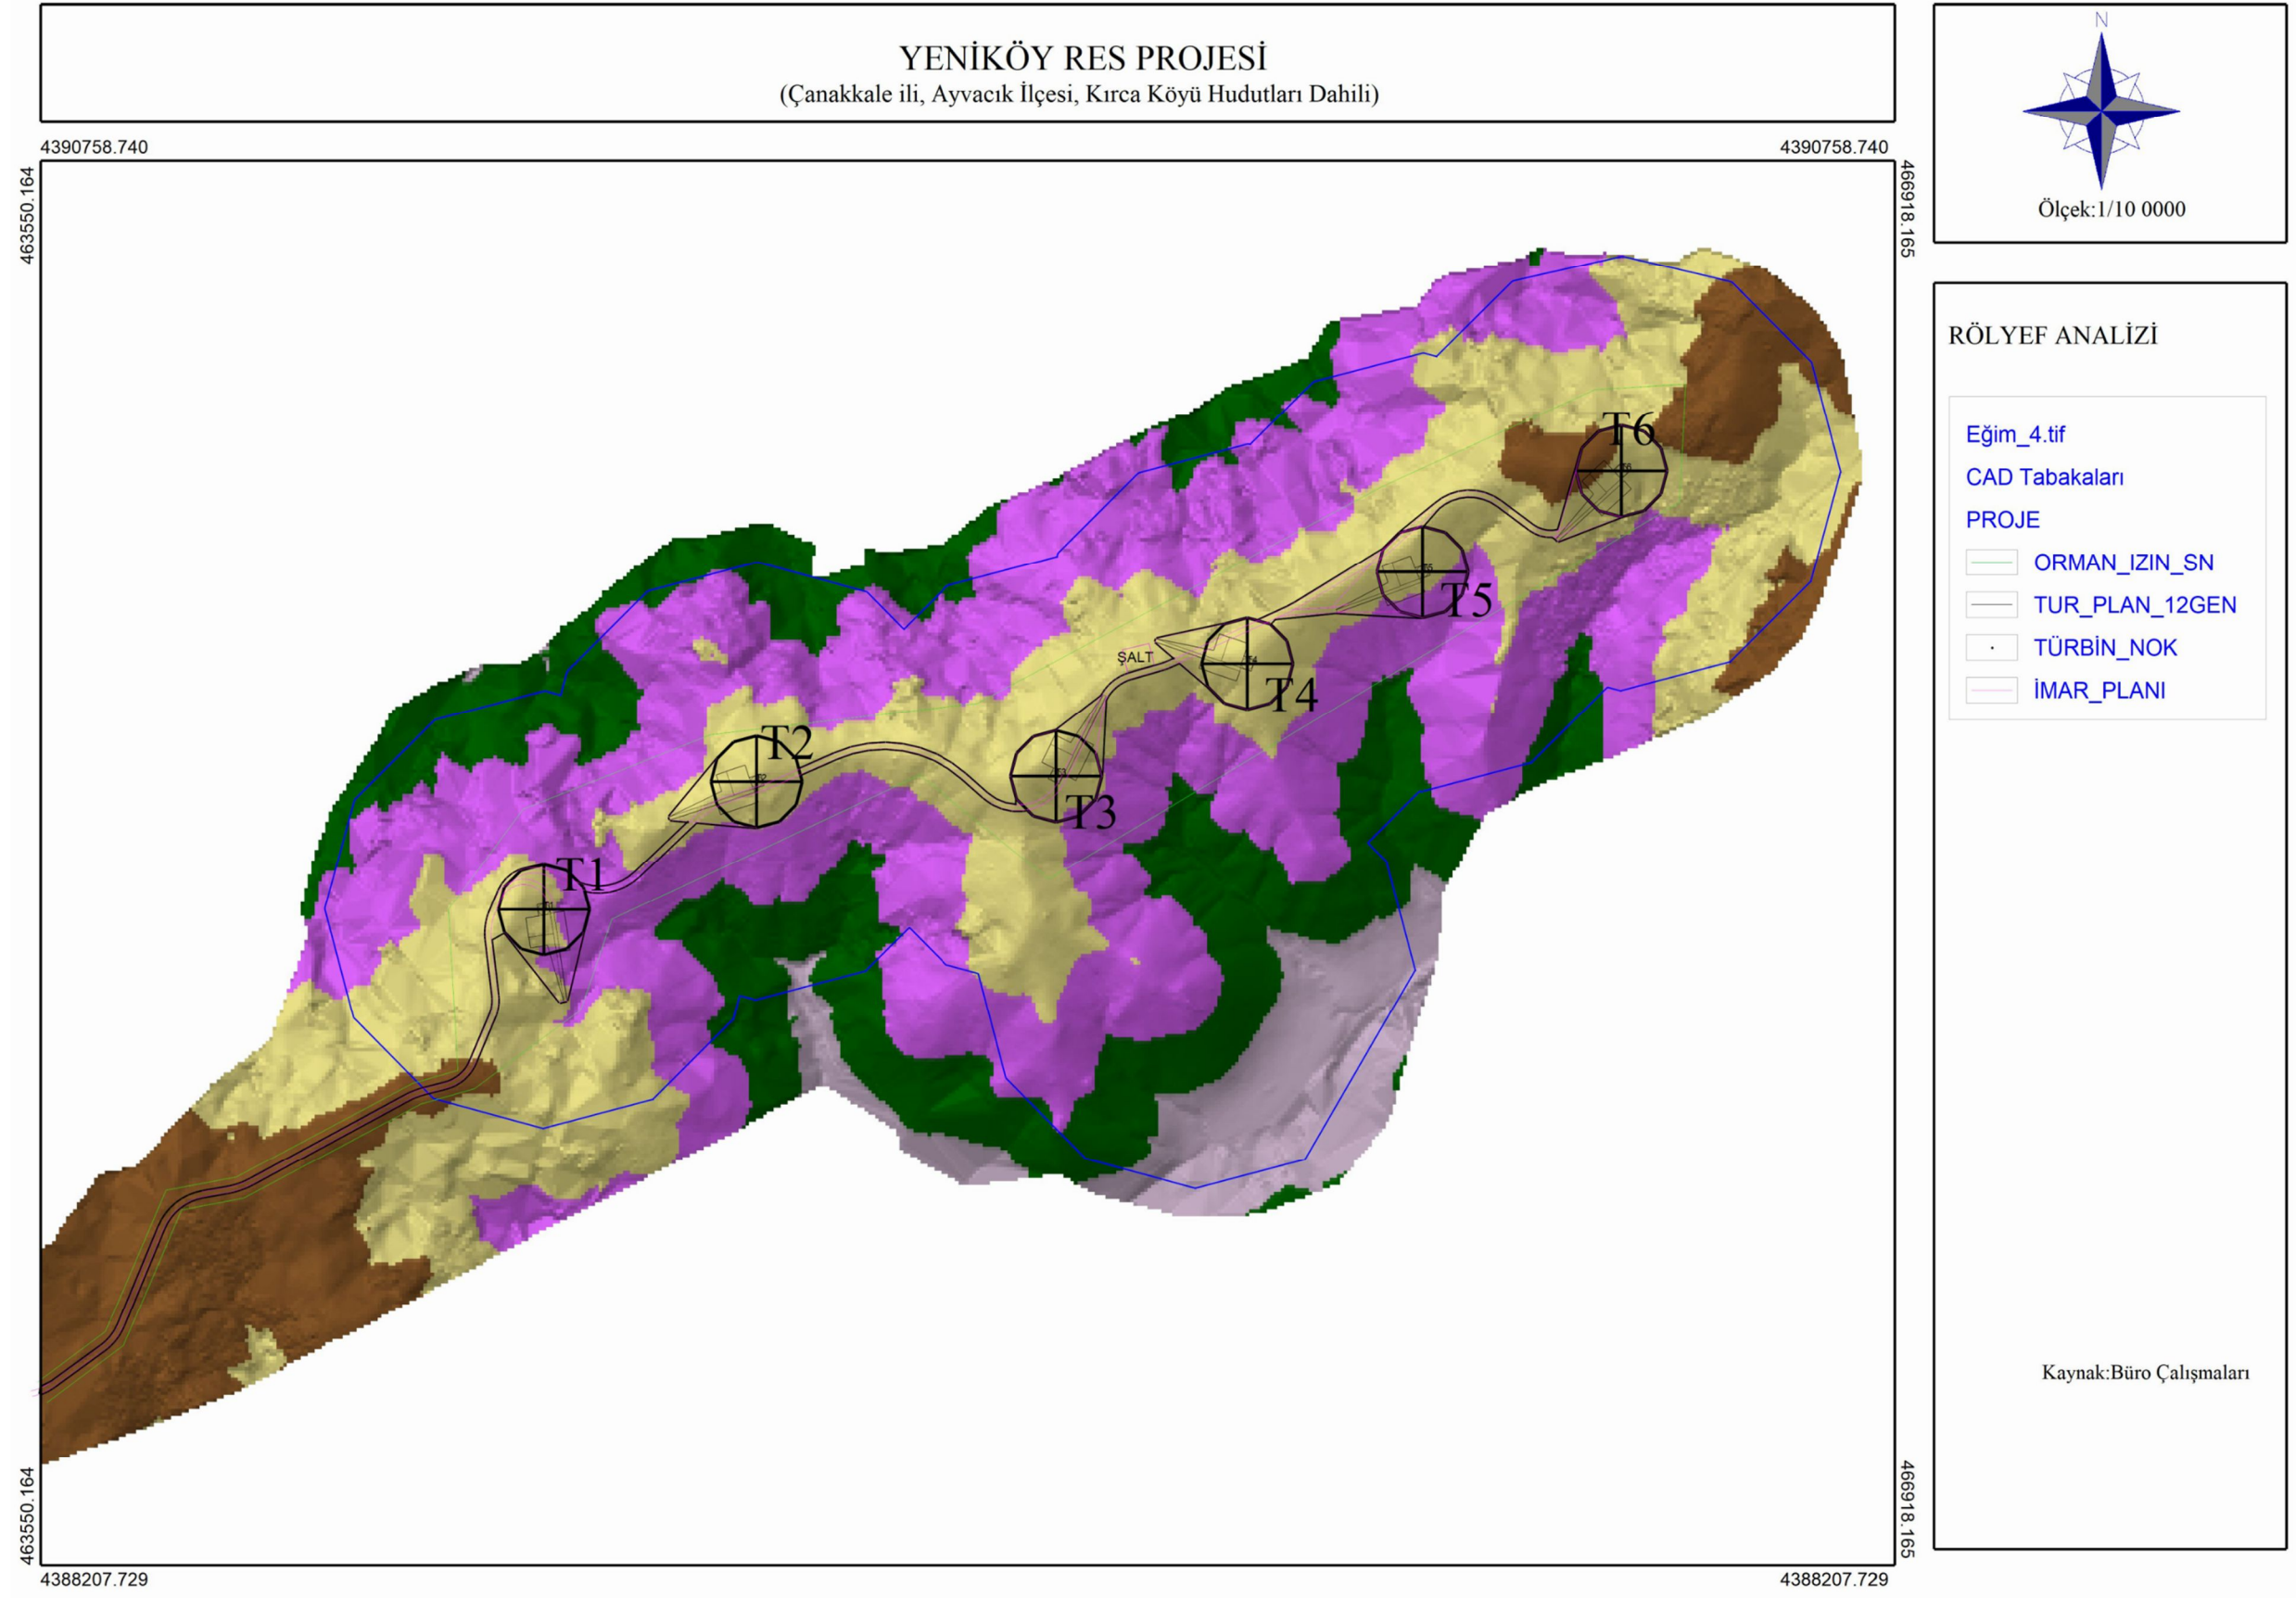 YENİKÖY RES PROJESİ
(Çanakkale ili, Ayvacık İlçesi, Kırca Köyü Hudutları Dahili)
N
Ölçek:1/10 0000
4390758.740
4390758.740
463550.164
466918.165
RÖLYEF ANALİZİ
Eğim_4.tif
CAD Tabakaları
PROJE
ORMAN_IZIN_SN
TUR_PLAN_12GEN
TÜRBİN_NOK
İMAR_PLANI
T6
T5
ŞALT
T4
T2
T3
T1
Kaynak:Büro Çalışmaları
463550.164
466918.165
4388207.729
4388207.729